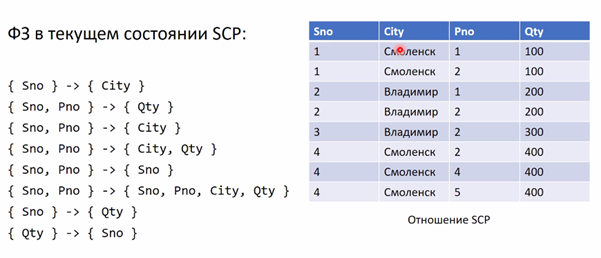 ФЗ в текущем состоянии SCP:
{ Sno } -> { City }
{ Sno, Pno } -> { Qty }
{ Sno, Pno } -> { City }
{ Sno, Pno } -> { City, Qty }
{ Sno, Pno } -> { Sno }
{ Sno, Pno } -> { Sno, Pno, City, Qty }
{ Sno } -> { Qty }
{ Qty } -> { Sno }
Sno City Pno Qty
1 Смоленск 1 100
1 Смоленск 2 100
2 Владимир 1 200
2 Владимир 2 200
3 Владимир 2 300
4 Смоленск 2 400
4 Смоленск 4 400
4 Смоленск 5 400
Отношение SCP